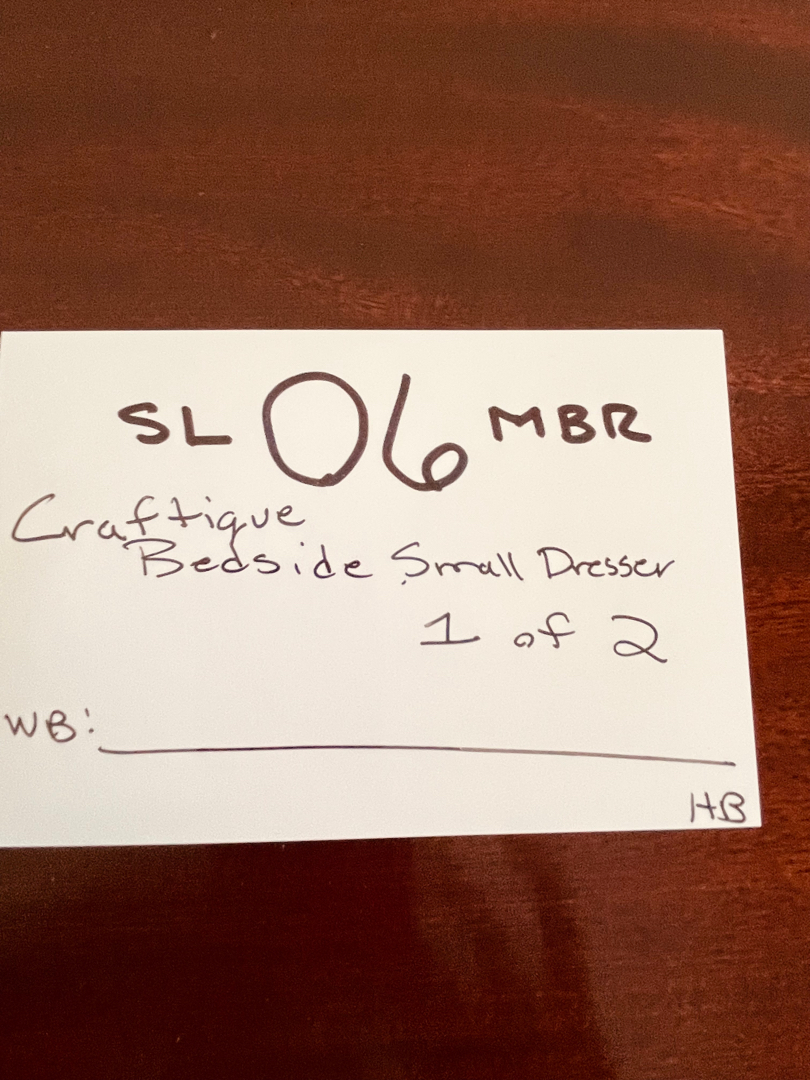 SL 06 MBR
Craftique
Bedside Small Dresser
1 of 2
WB:
HB